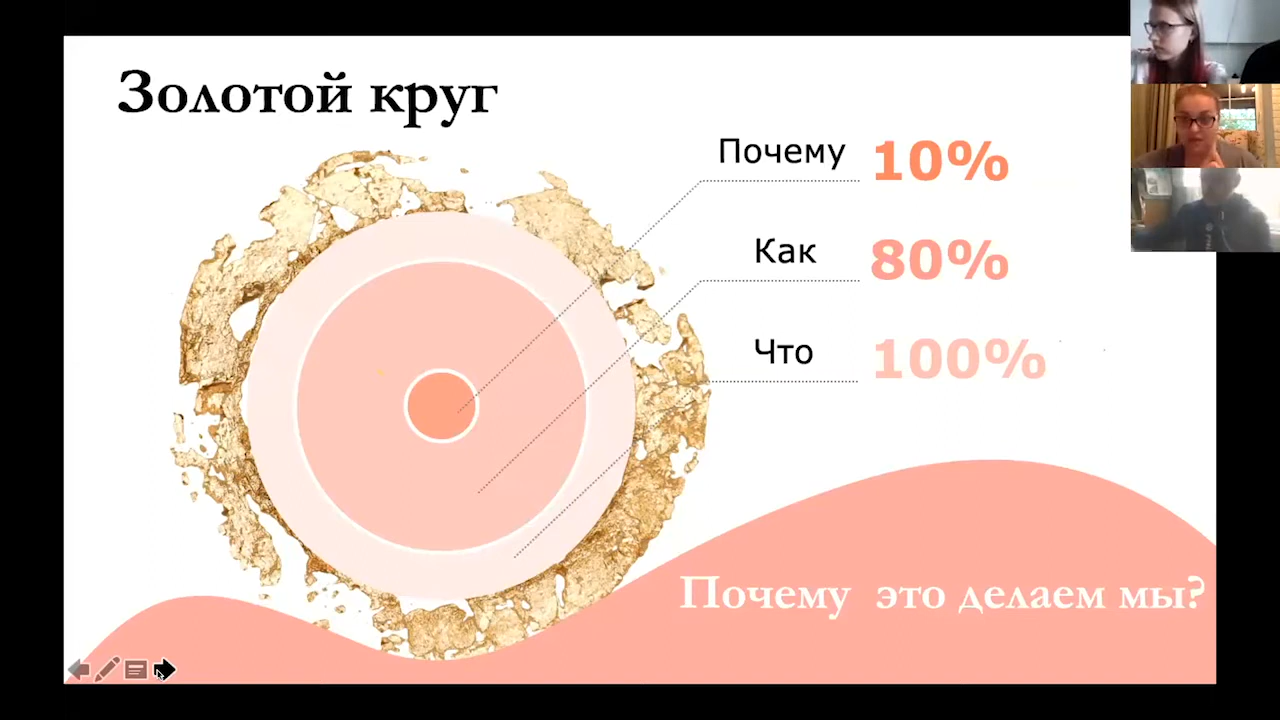 Золотой круг
Почему 10%
Как 80%
Что 100%
Почему это делаем мы?